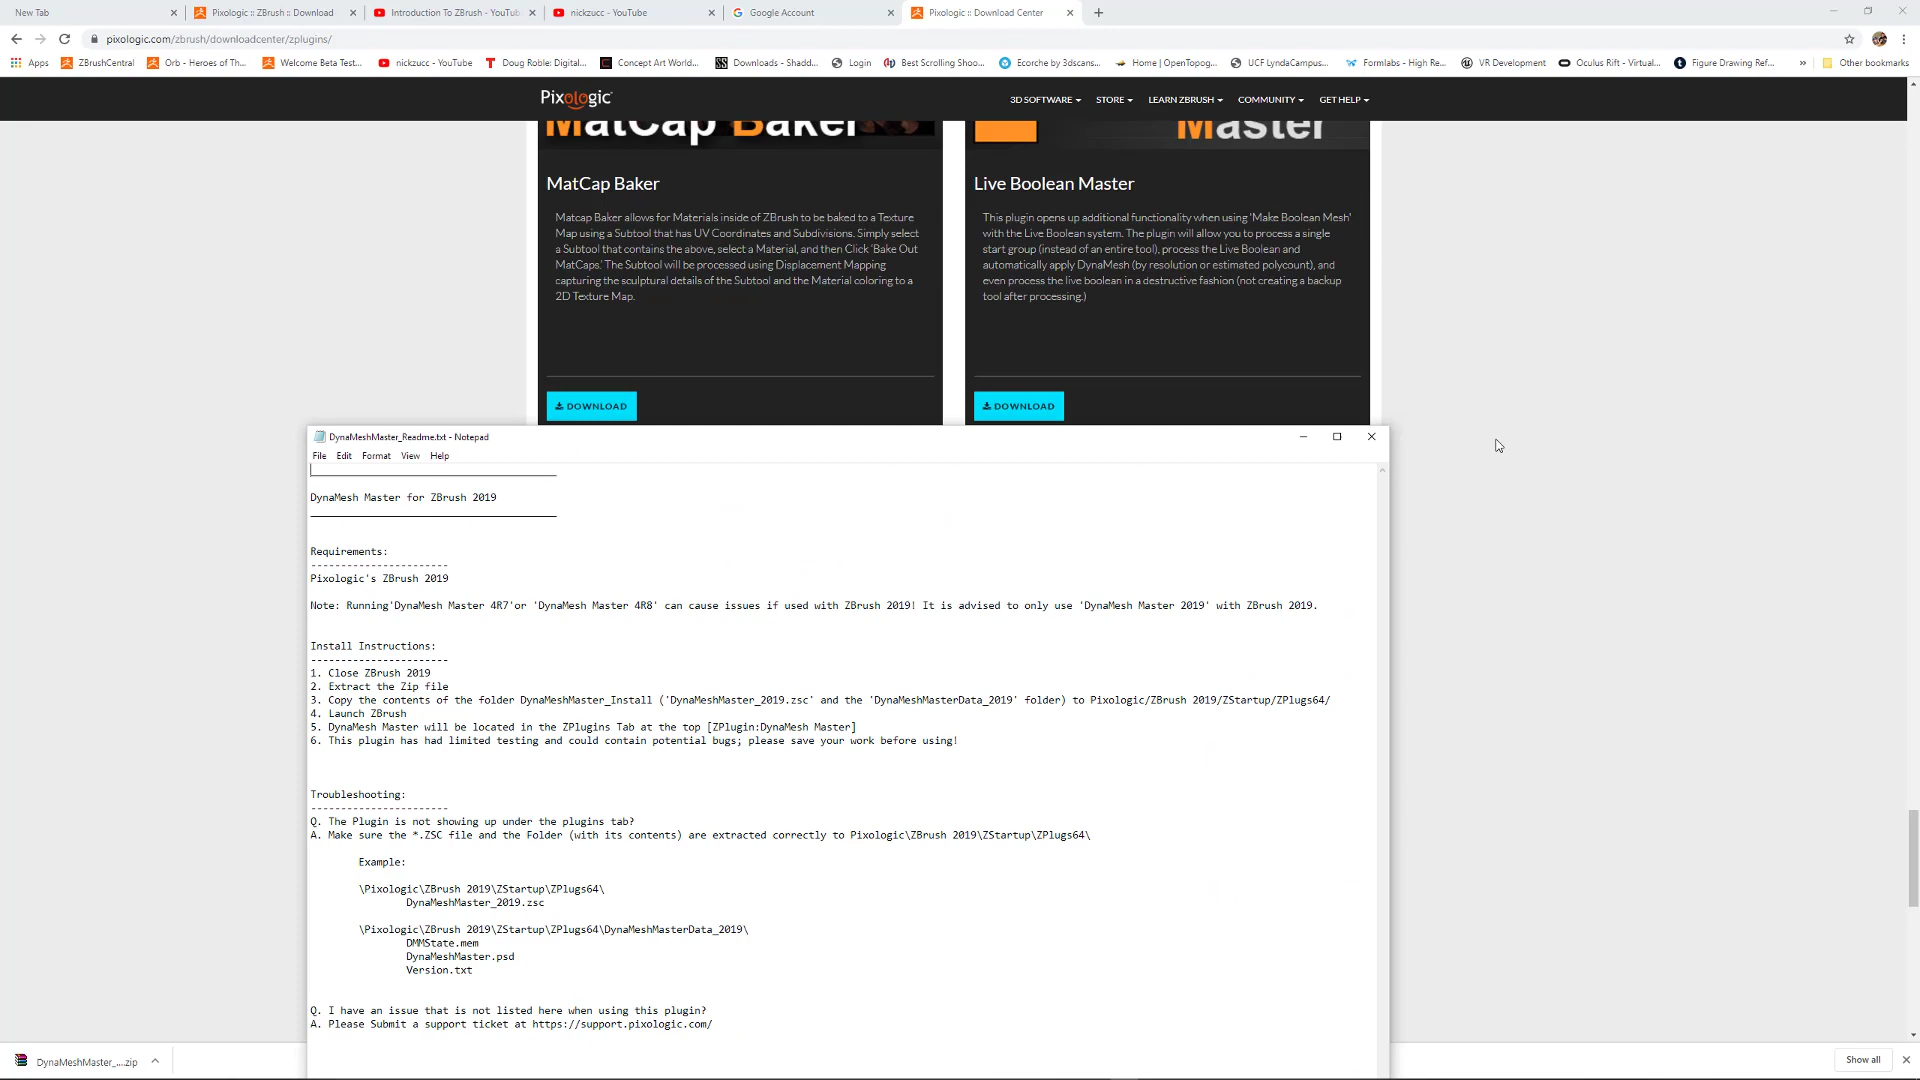 New Tab
Pixologic :: ZBrush :: Download
Introduction To ZBrush - YouTub
nickzucc - YouTube
Google Account
Pixologic :: Download Center
pixologic.com/zbrush/downloadcenter/zplugins/
Apps
ZBrushCentral
Orb - Heroes of Th...
Welcome Beta Test...
nickzucc - YouTube
Doug Roble: Digital...
Concept Art World...
Downloads - Shadd...
Login
Best Scrolling Shoo...
Ecorche by 3dscans...
Home | OpenTopog...
UCF LyndaCampus...
Formlabs - High Re...
VR Development
Oculus Rift - Virtual...
Figure Drawing Ref...
»
Other bookmarks
Pixologic
3D SOFTWARE
STORE
LEARN ZBRUSH
COMMUNITY
GET HELP
MatCap Baker
Master
MatCap Baker
Matcap Baker allows for Materials inside of ZBrush to be baked to a Texture
Map using a Subtool that has UV Coordinates and Subdivisions. Simply select
a Subtool that contains the above, select a Material, and then Click 'Bake Out
MatCaps.' The Subtool will be processed using Displacement Mapping
capturing the sculptural details of the Subtool and the Material coloring to a
2D Texture Map.
DOWNLOAD
Live Boolean Master
This plugin opens up additional functionality when using 'Make Boolean Mesh'
with the Live Boolean system. The plugin will allow you to process a single
start group (instead of an entire tool), process the Live Boolean and
automatically apply DynaMesh (by resolution or estimated polycount), and
even process the live boolean in a destructive fashion (not creating a backup
tool after processing.)
DOWNLOAD
DynaMeshMaster_Readme.txt - Notepad
File Edit Format View Help
DynaMesh Master for ZBrush 2019
Requirements:
-----------------------
Pixologic's ZBrush 2019
Note: Running'DynaMesh Master 4R7'or 'DynaMesh Master 4R8' can cause issues if used with ZBrush 2019! It is advised to only use 'DynaMesh Master 2019' with ZBrush 2019.
Install Instructions:
-----------------------
1. Close ZBrush 2019
2. Extract the Zip file
3. Copy the contents of the folder DynaMeshMaster_Install ('DynaMeshMaster_2019.zsc' and the 'DynaMeshMasterData_2019' folder) to Pixologic/ZBrush 2019/ZStartup/ZPlugs64/
4. Launch ZBrush
5. DynaMesh Master will be located in the ZPlugins Tab at the top [ZPlugin:DynaMesh Master]
6. This plugin has had limited testing and could contain potential bugs; please save your work before using!
Troubleshooting:
-----------------------
Q. The Plugin is not showing up under the plugins tab?
A. Make sure the *.ZSC file and the Folder (with its contents) are extracted correctly to Pixologic\ZBrush 2019\ZStartup\ZPlugs64\
Example:
\Pixologic\ZBrush 2019\ZStartup\ZPlugs64\
DynaMeshMaster_2019.zsc
\Pixologic\ZBrush 2019\ZStartup\ZPlugs64\DynaMeshMasterData_2019\
DMMState.mem
DynaMeshMaster.psd
Version.txt
Q. I have an issue that is not listed here when using this plugin?
A. Please Submit a support ticket at https://support.pixologic.com/
DynaMeshMaster_....zip
Show all